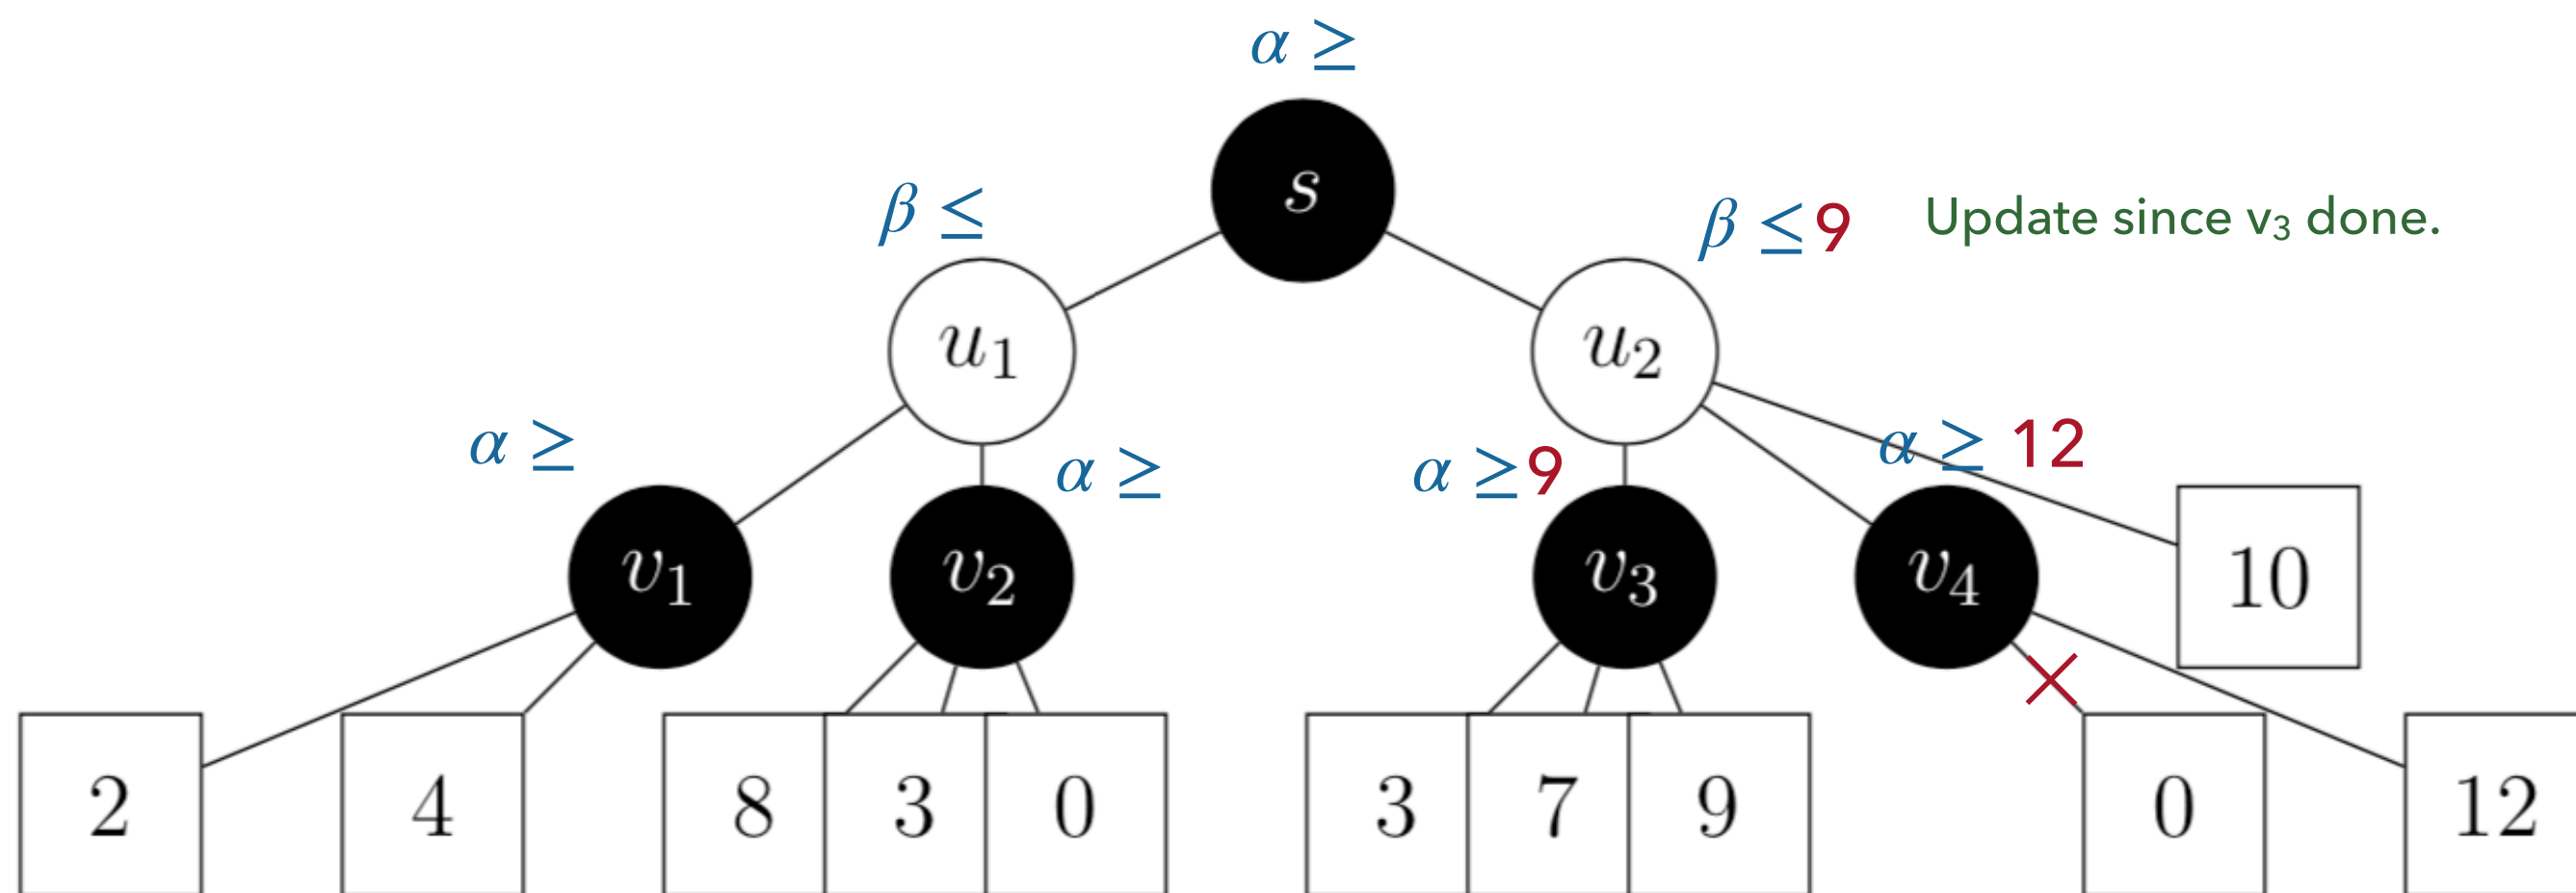 α ≥
s
β ≤
β ≤ 9
Update since v₃ done.
u₁
u₂
α ≥
α ≥
α ≥ 9
α ≥ 12
v₁
v₂
v₃
v₄
10
2
4
8
3
0
3
7
9
0
12